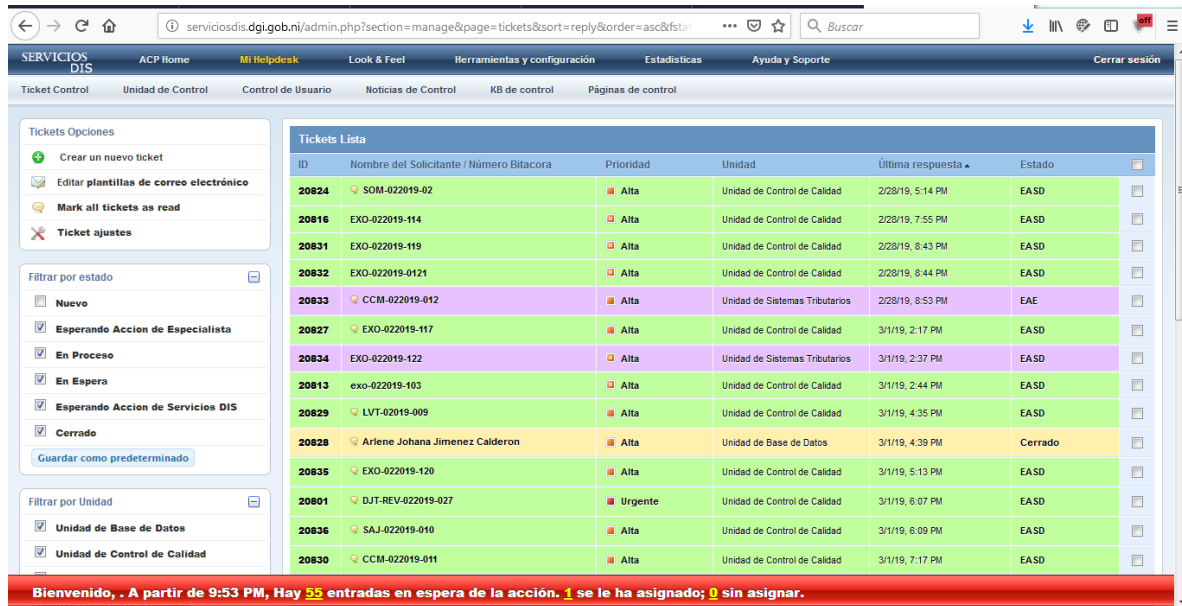 serviciosdis.dgi.gob.ni/admin.php?section=manage&page=tickets&sort=reply&order=asc&fsta
Buscar
off
SERVICIOS DIS
ACP Home Mi Helpdesk Look & Feel Herramientas y configuración Estadisticas Ayuda y Soporte Cerrar sesión
Ticket Control Unidad de Control Control de Usuario Noticias de Control KB de control Páginas de control
Tickets Opciones
Crear un nuevo ticket
Editar plantillas de correo electrónico
Mark all tickets as read
Ticket ajustes
Filtrar por estado
Nuevo
Esperando Accion de Especialista
En Proceso
En Espera
Esperando Accion de Servicios DIS
Cerrado
Guardar como predeterminado
Filtrar por Unidad
Unidad de Base de Datos
Unidad de Control de Calidad
Tickets Lista
ID Nombre del Solicitante / Número Bitacora Prioridad Unidad Última respuesta Estado
20824 SOM-022019-02 Alta Unidad de Control de Calidad 2/28/19, 5:14 PM EASD
20816 EXO-022019-114 Alta Unidad de Control de Calidad 2/28/19, 7:55 PM EASD
20831 EXO-022019-119 Alta Unidad de Control de Calidad 2/28/19, 8:43 PM EASD
20832 EXO-022019-0121 Alta Unidad de Control de Calidad 2/28/19, 8:44 PM EASD
20833 CCM-022019-012 Alta Unidad de Sistemas Tributarios 2/28/19, 8:53 PM EAE
20827 EXO-022019-117 Alta Unidad de Control de Calidad 3/1/19, 2:17 PM EASD
20834 EXO-022019-122 Alta Unidad de Sistemas Tributarios 3/1/19, 2:37 PM EASD
20813 exo-022019-103 Alta Unidad de Control de Calidad 3/1/19, 2:44 PM EASD
20829 LVT-02019-009 Alta Unidad de Control de Calidad 3/1/19, 4:35 PM EASD
20828 Arlene Johana Jimenez Calderon Alta Unidad de Base de Datos 3/1/19, 4:39 PM Cerrado
20835 EXO-022019-120 Alta Unidad de Control de Calidad 3/1/19, 5:13 PM EASD
20801 DJT-REV-022019-027 Urgente Unidad de Control de Calidad 3/1/19, 6:07 PM EASD
20836 SAJ-022019-010 Alta Unidad de Control de Calidad 3/1/19, 6:09 PM EASD
20830 CCM-022019-011 Alta Unidad de Control de Calidad 3/1/19, 7:17 PM EASD
Bienvenido, . A partir de 9:53 PM, Hay 55 entradas en espera de la acción. 1 se le ha asignado; 0 sin asignar.